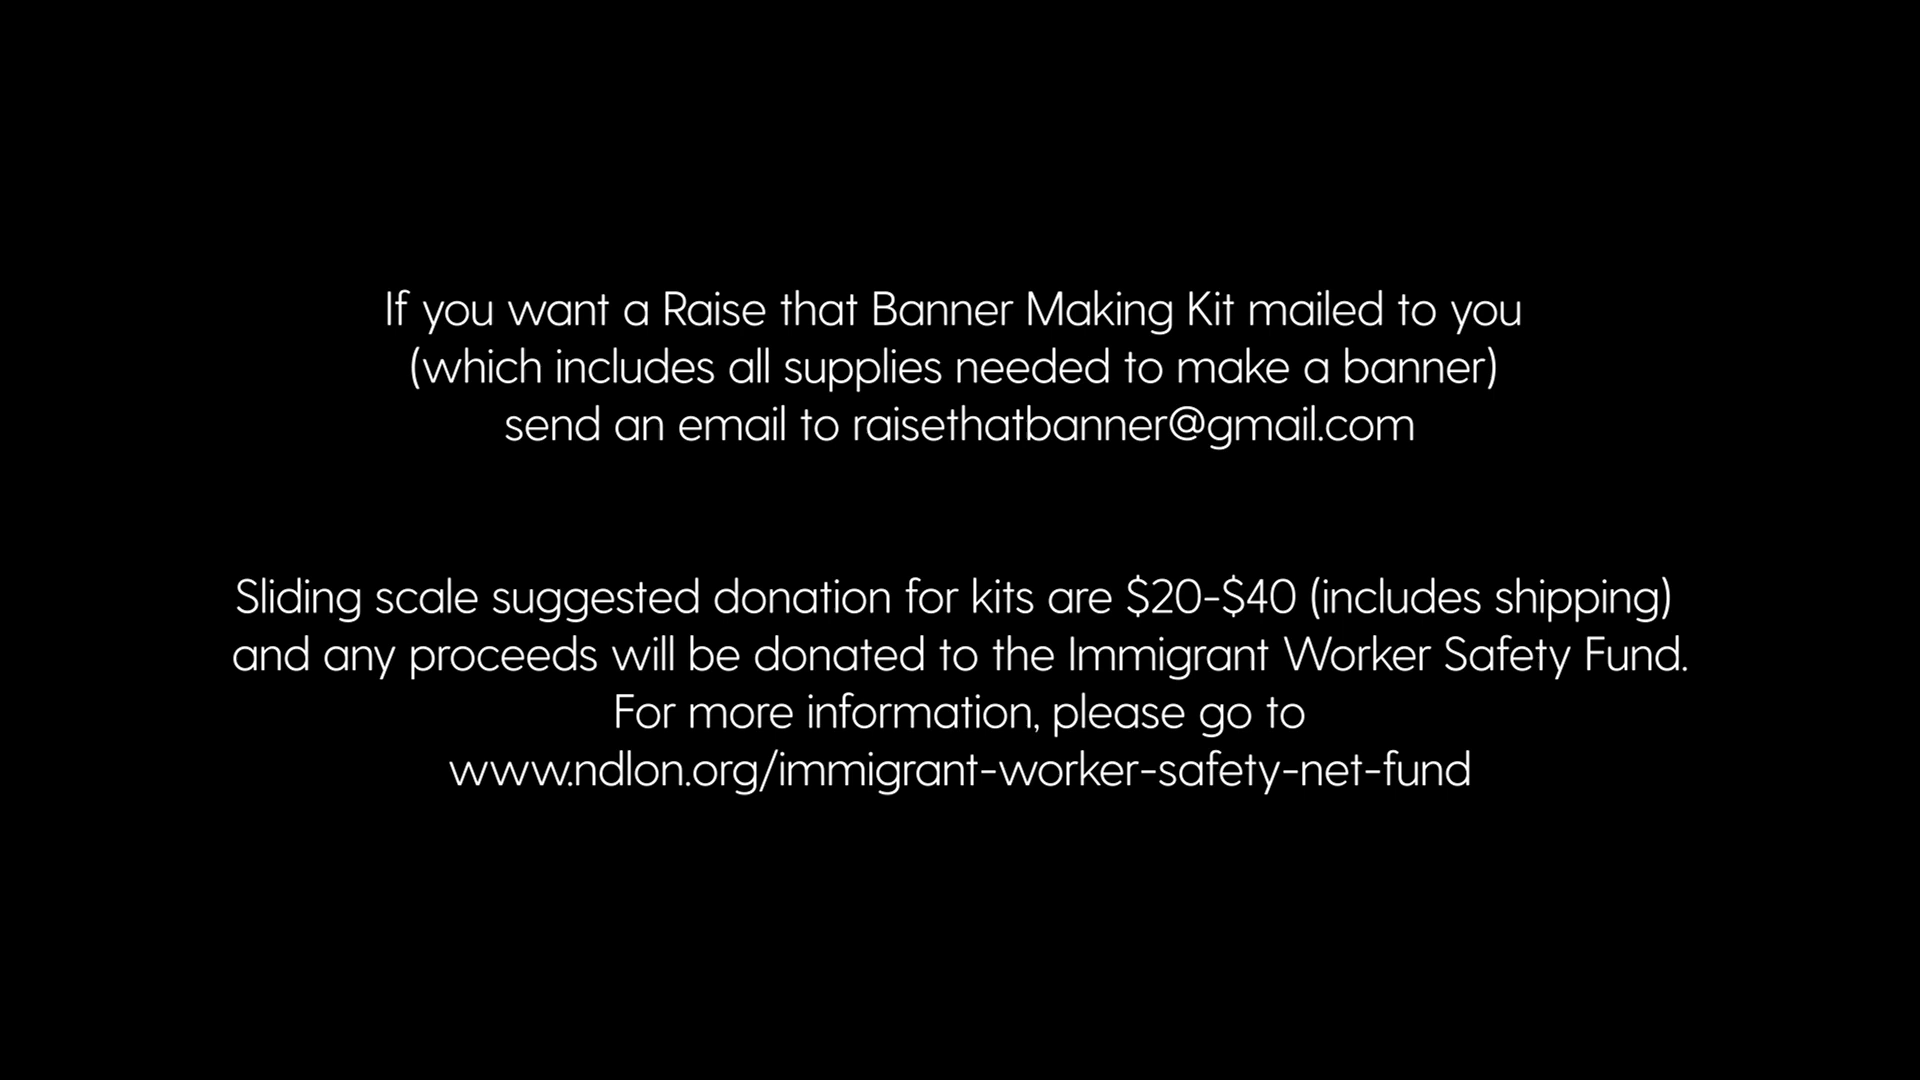 If you want a Raise that Banner Making Kit mailed to you
(which includes all supplies needed to make a banner)
send an email to raisethatbanner@gmail.com
Sliding scale suggested donation for kits are $20-$40 (includes shipping)
and any proceeds will be donated to the Immigrant Worker Safety Fund.
For more information, please go to
www.ndlon.org/immigrant-worker-safety-net-fund